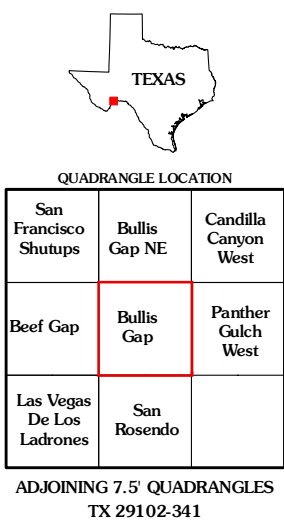 TEXAS
QUADRANGLE LOCATION
San
Francisco
Shutups
Bullis
Gap NE
Candilla
Canyon
West
Beef Gap
Bullis
Gap
Panther
Gulch
West
Las Vegas
De Los
Ladrones
San
Rosendo
ADJOINING 7.5' QUADRANGLES
TX 29102-341